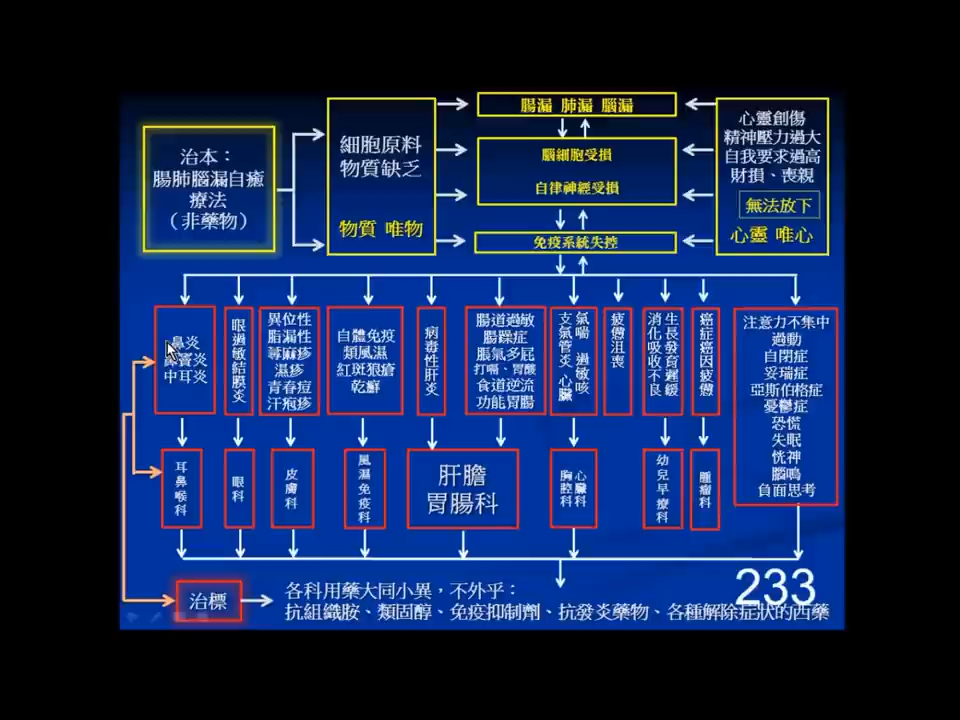 腸漏 肺漏 腦漏
治本：
腸肺腦漏自癒
療法
（非藥物）
細胞原料
物質缺乏
物質 唯物
腦細胞受損
自律神經受損
免疫系統失控
心靈創傷
精神壓力過大
自我要求過高
財損、喪親
無法放下
心靈 唯心
鼻炎
鼻竇炎
中耳炎
眼過敏結膜炎
異位性
脂漏性
蕁麻疹
濕疹
青春痘
汗疱疹
自體免疫
類風濕
紅斑狼瘡
乾癬
病毒性肝炎
腸道過敏
腸躁症
脹氣多屁
打嗝、胃酸
食道逆流
功能胃腸
氣喘 過敏咳
支氣管炎 心臟
疲憊沮喪
生長發育遲緩
消化吸收不良
癌症癌因疲憊
注意力不集中
過動
自閉症
妥瑞症
亞斯伯格症
憂鬱症
恐慌
失眠
恍神
腦鳴
負面思考
耳鼻喉科
眼科
皮膚科
風濕免疫科
肝膽
胃腸科
心臟科
胸腔科
幼兒早療科
腫瘤科
治標
各科用藥大同小異，不外乎：
抗組織胺、類固醇、免疫抑制劑、抗發炎藥物、各種解除症狀的西藥
233